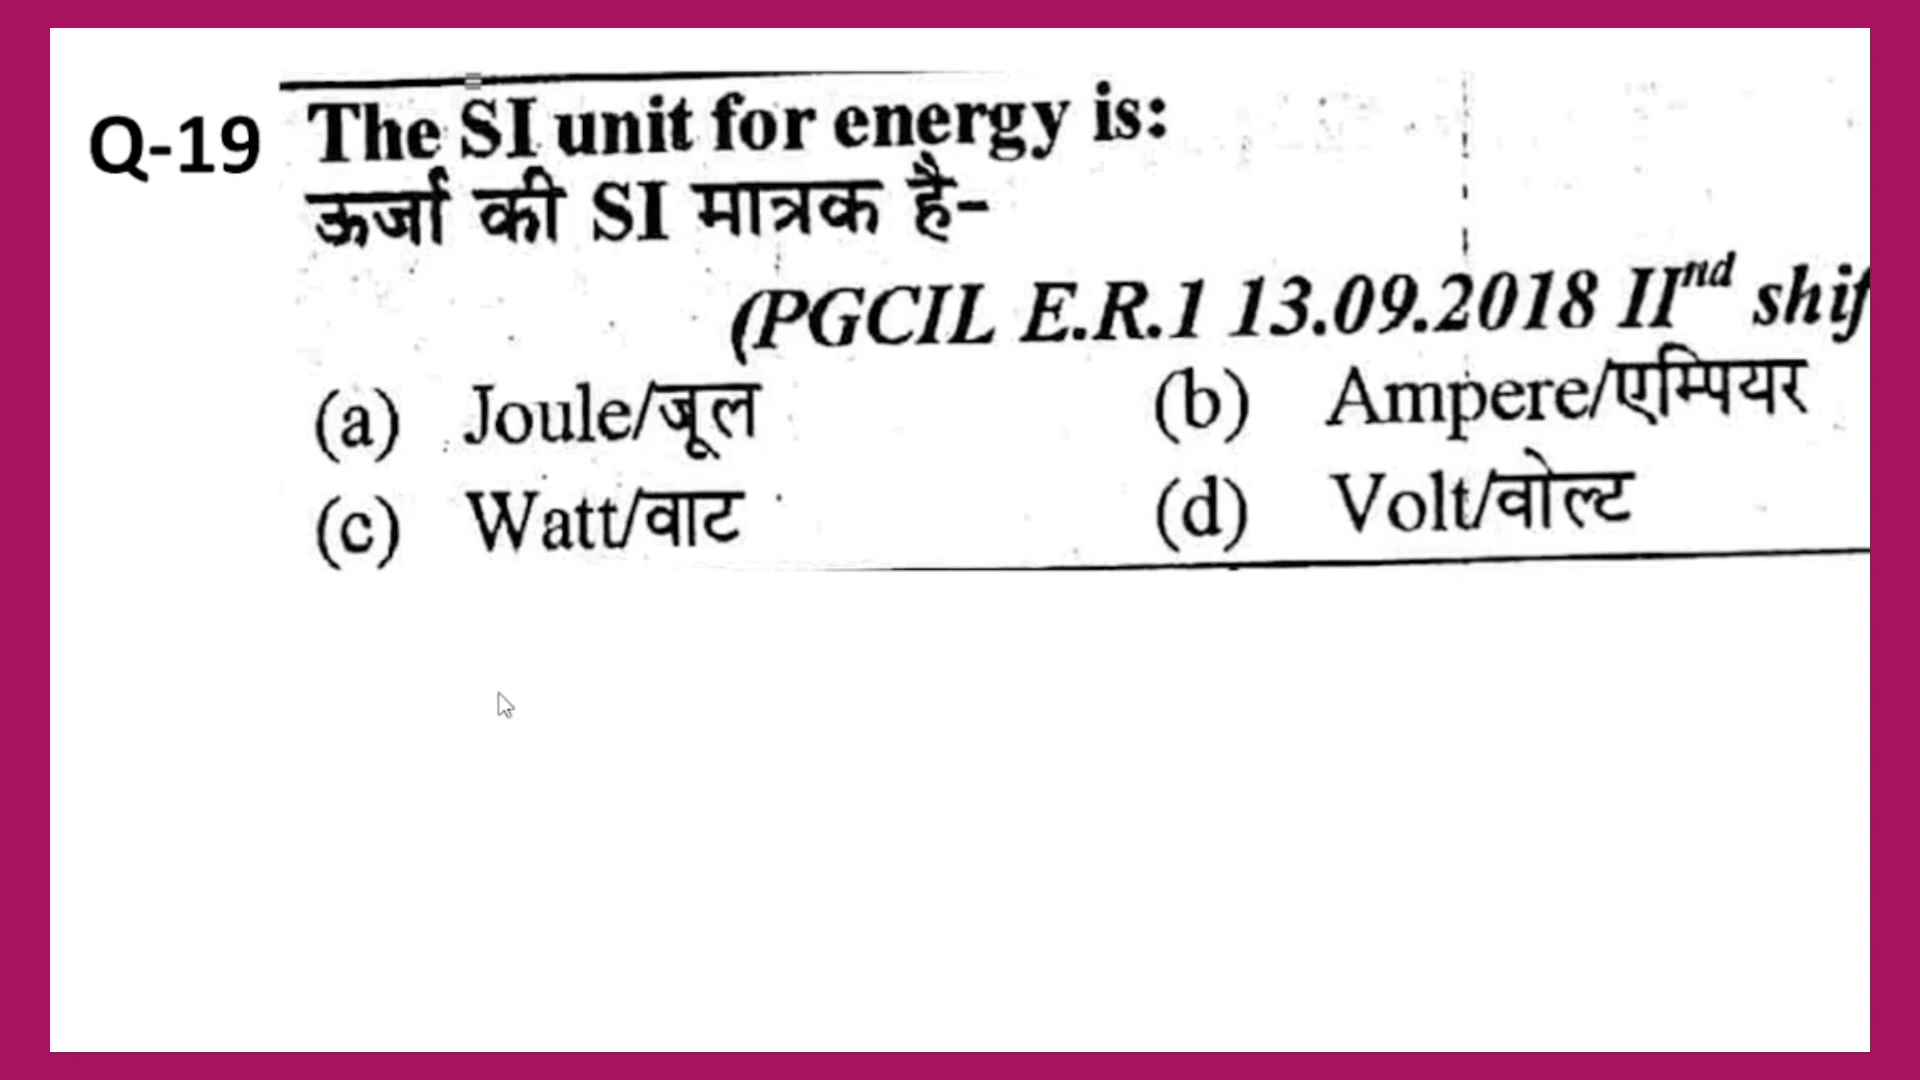 Q-19 The SI unit for energy is:
ऊर्जा की SI मात्रक है-
(PGCIL E.R.1 13.09.2018 IInd shif
(a) Joule/जूल (b) Ampere/एम्पियर
(c) Watt/वाट (d) Volt/वोल्ट